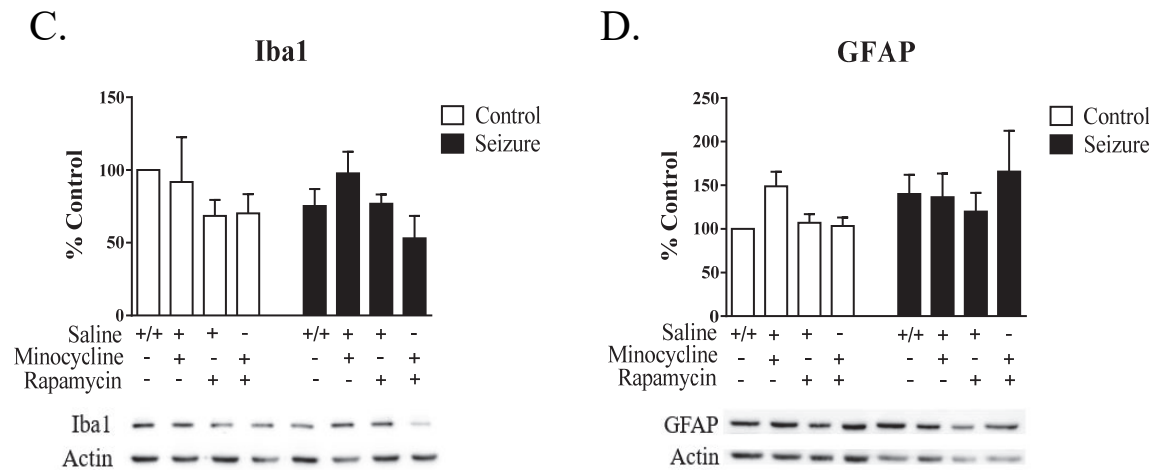 C.
Iba1
150
100
50
0
% Control
Control
Seizure
Saline +/+ + + - +/+ + + -
Minocycline - + - + - + - +
Rapamycin - - + + - - + +
Iba1
Actin
D.
GFAP
250
200
150
100
50
0
% Control
Control
Seizure
Saline +/+ + + - +/+ + + -
Minocycline - + - + - + - +
Rapamycin - - + + - - + +
GFAP
Actin